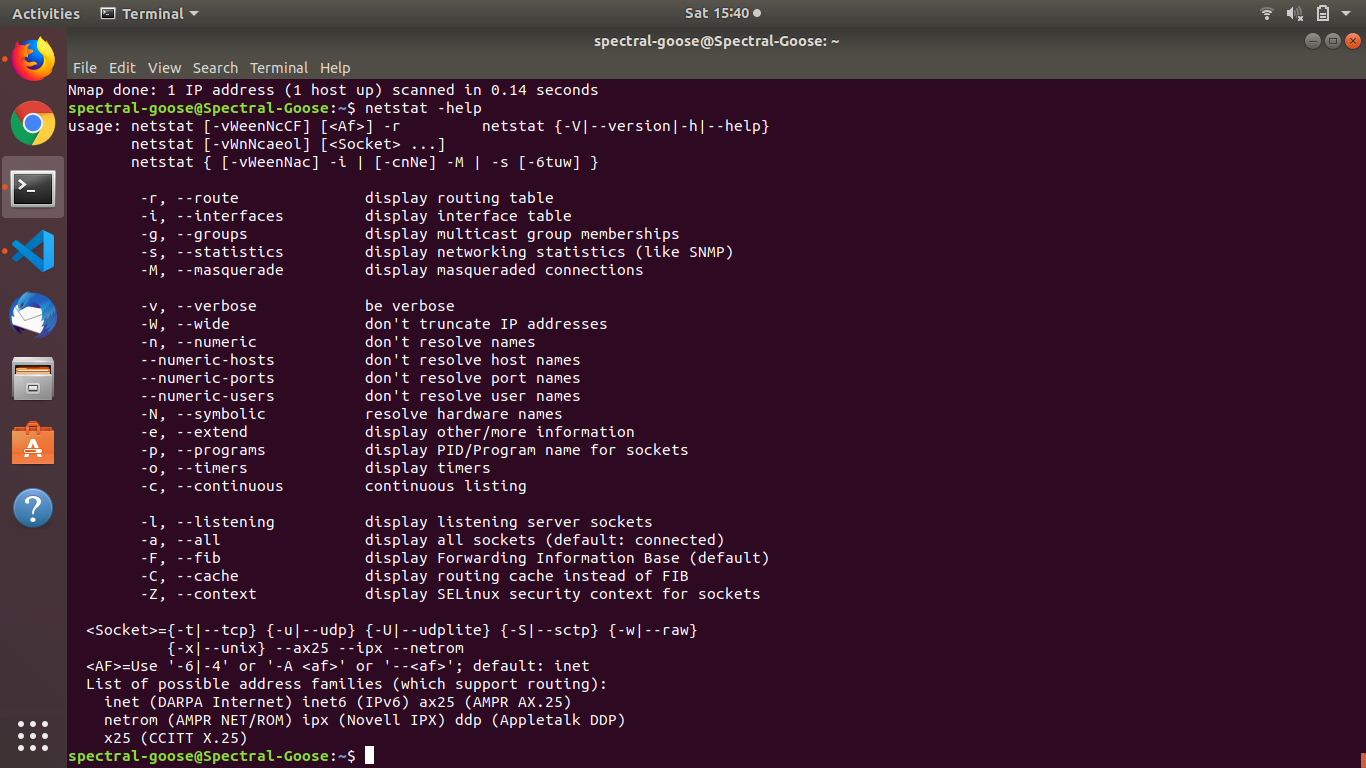 Activities Terminal Sat 15:40
spectral-goose@Spectral-Goose: ~
File Edit View Search Terminal Help
Nmap done: 1 IP address (1 host up) scanned in 0.14 seconds
spectral-goose@Spectral-Goose:~$ netstat -help
usage: netstat [-vWeenNcCF] [<Af>] -r         netstat {-V|--version|-h|--help}
       netstat [-vWnNcaeol] [<Socket> ...]
       netstat { [-vWeenNac] -i | [-cnNe] -M | -s [-6tuw] }

        -r, --route              display routing table
        -i, --interfaces         display interface table
        -g, --groups             display multicast group memberships
        -s, --statistics         display networking statistics (like SNMP)
        -M, --masquerade         display masqueraded connections

        -v, --verbose            be verbose
        -W, --wide               don't truncate IP addresses
        -n, --numeric            don't resolve names
        --numeric-hosts          don't resolve host names
        --numeric-ports          don't resolve port names
        --numeric-users          don't resolve user names
        -N, --symbolic           resolve hardware names
        -e, --extend             display other/more information
        -p, --programs           display PID/Program name for sockets
        -o, --timers             display timers
        -c, --continuous         continuous listing

        -l, --listening          display listening server sockets
        -a, --all                display all sockets (default: connected)
        -F, --fib                display Forwarding Information Base (default)
        -C, --cache              display routing cache instead of FIB
        -Z, --context            display SELinux security context for sockets

  <Socket>={-t|--tcp} {-u|--udp} {-U|--udplite} {-S|--sctp} {-w|--raw}
           {-x|--unix} --ax25 --ipx --netrom
  <AF>=Use '-6|-4' or '-A <af>' or '--<af>'; default: inet
  List of possible address families (which support routing):
    inet (DARPA Internet) inet6 (IPv6) ax25 (AMPR AX.25)
    netrom (AMPR NET/ROM) ipx (Novell IPX) ddp (Appletalk DDP)
    x25 (CCITT X.25)
spectral-goose@Spectral-Goose:~$